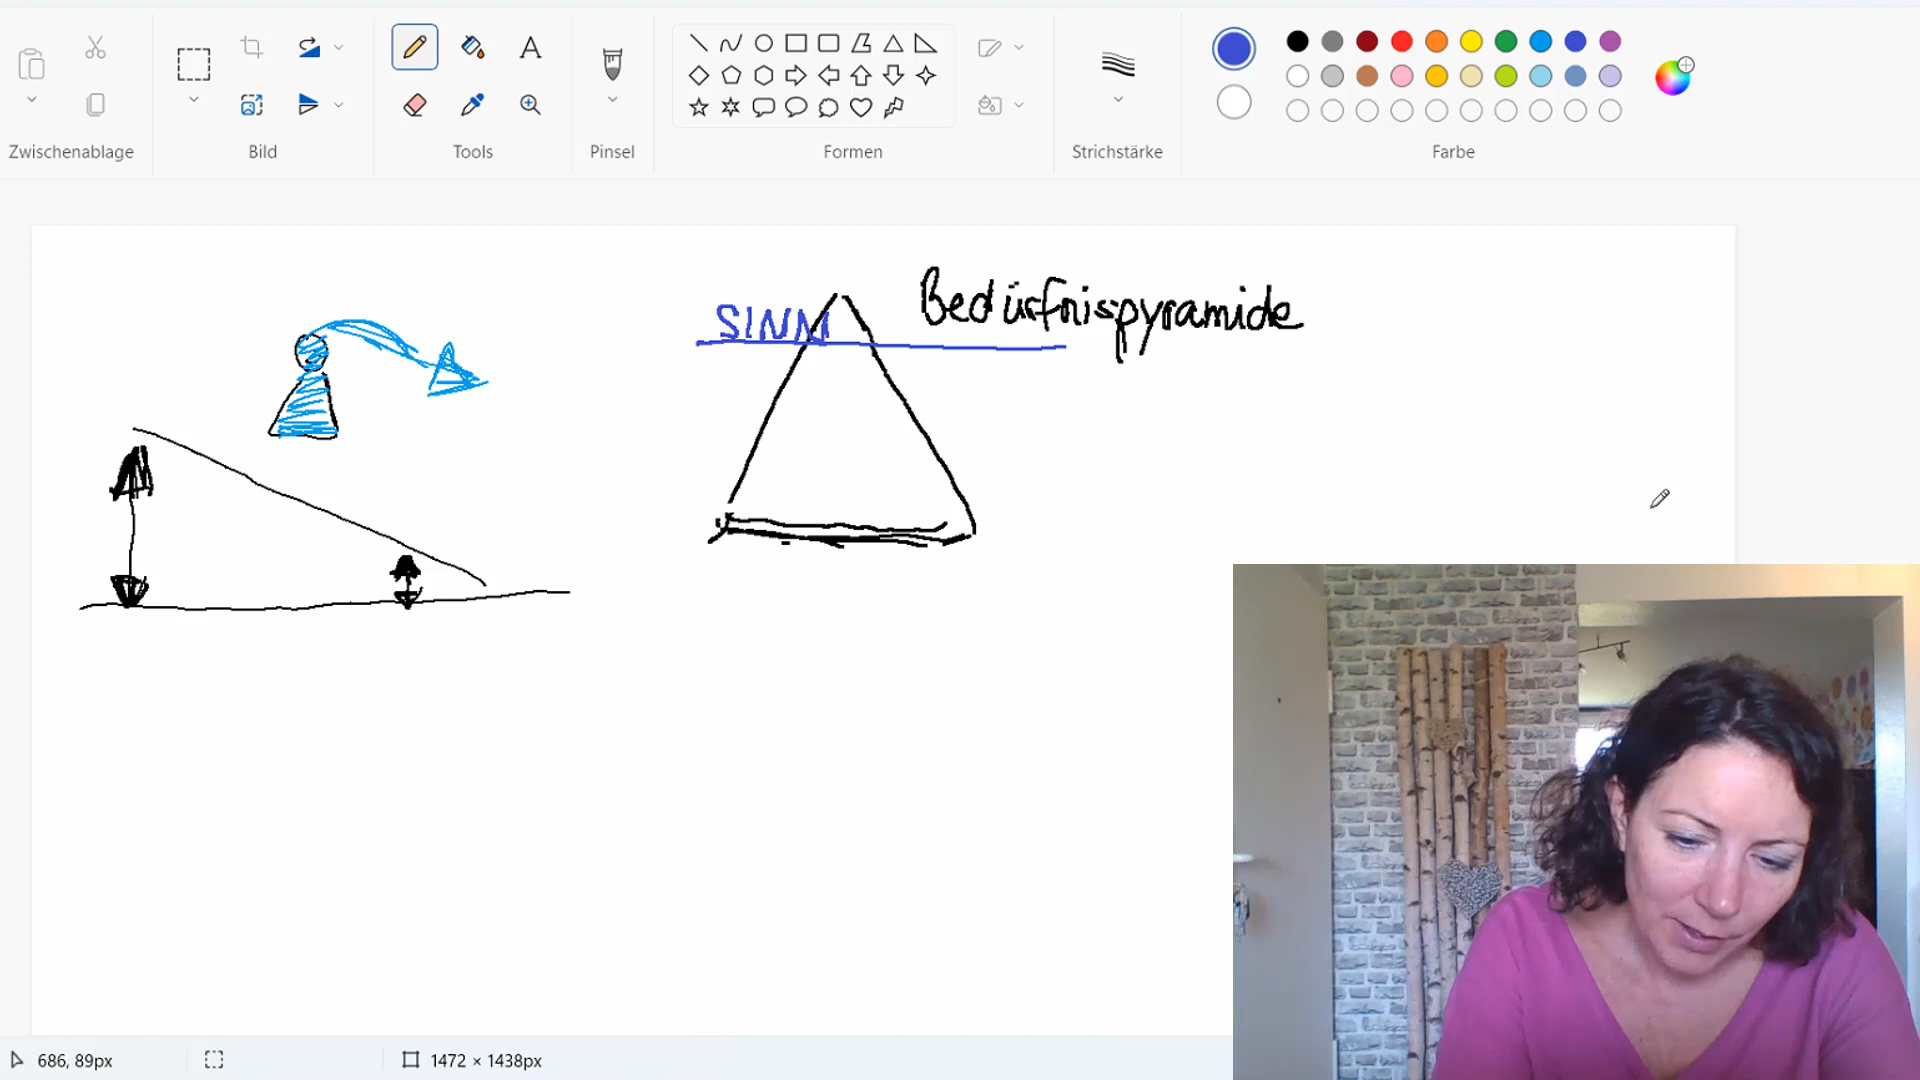 Zwischenablage
Bild
Tools
Pinsel
Formen
Strichstärke
Farbe
SINN
Bedürfnispyramide
686, 89px
1472 × 1438px